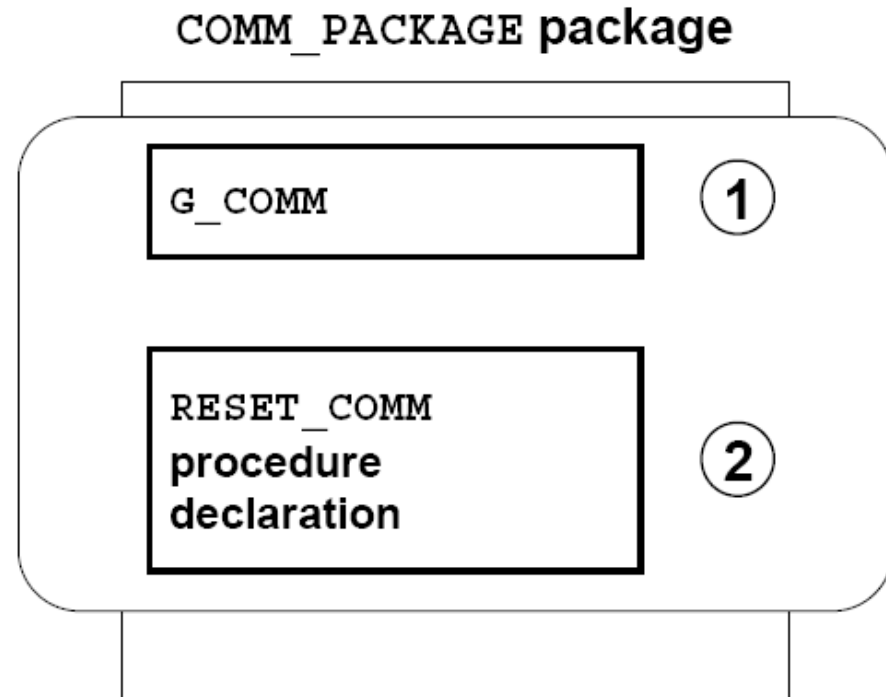 COMM_PACKAGE package
G_COMM
1
RESET_COMM
procedure
declaration
2